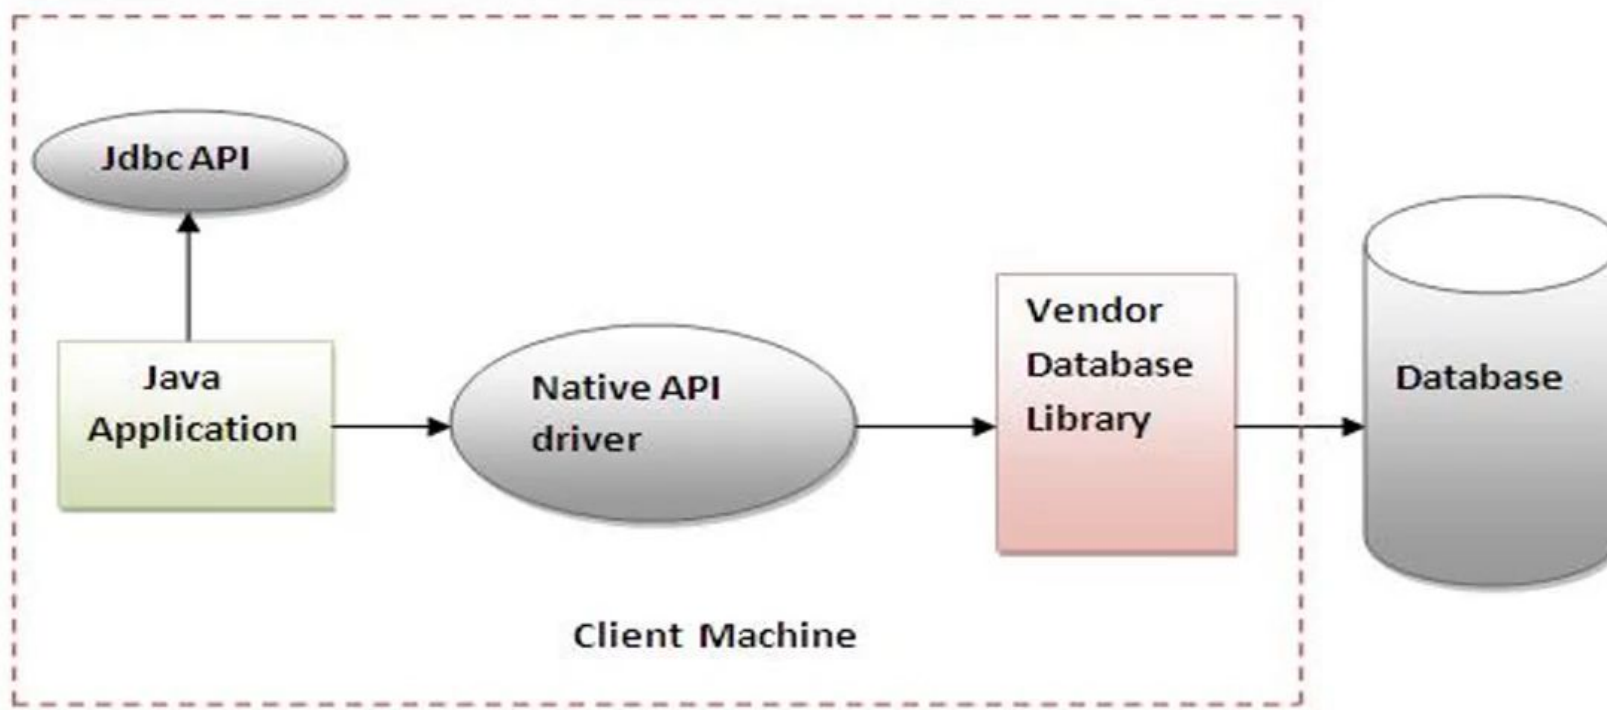 Jdbc API
Java
Application
Native API
driver
Vendor
Database
Library
Database
Client Machine